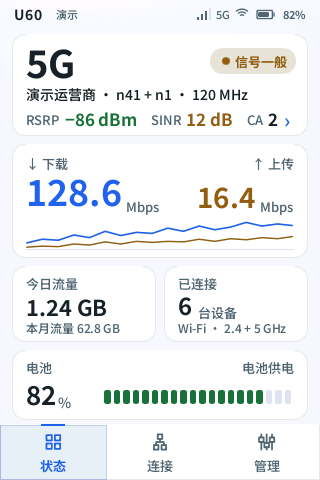 U60 演示 5G 82%
5G
信号一般
演示运营商 · n41 + n1 · 120 MHz
RSRP −86 dBm SINR 12 dB CA 2 ›
↓ 下载 ↑ 上传
128.6 Mbps 16.4 Mbps
今日流量
1.24 GB
本月流量 62.8 GB
已连接
6 台设备
Wi-Fi · 2.4 + 5 GHz
电池 电池供电
82 %
状态 连接 管理